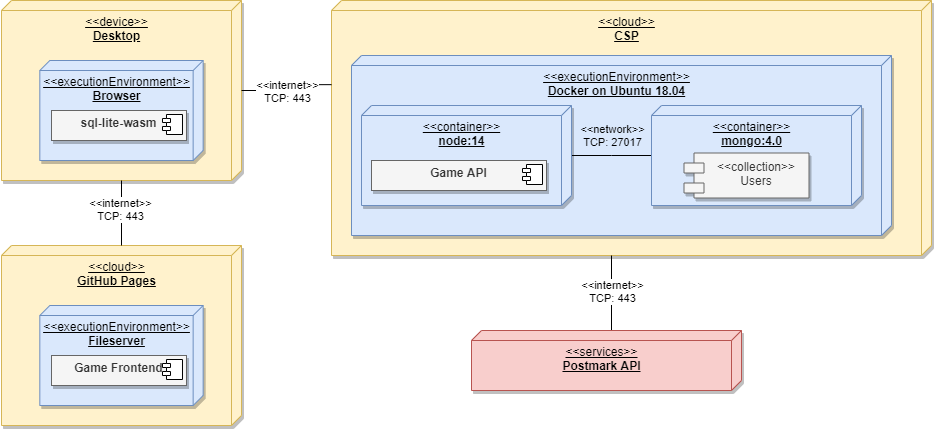 <<device>>
Desktop
<<executionEnvironment>>
Browser
sql-lite-wasm
<<internet>>
TCP: 443
<<cloud>>
CSP
<<executionEnvironment>>
Docker on Ubuntu 18.04
<<container>>
node:14
Game API
<<network>>
TCP: 27017
<<container>>
mongo:4.0
<<collection>>
Users
<<internet>>
TCP: 443
<<cloud>>
GitHub Pages
<<executionEnvironment>>
Fileserver
Game Frontend
<<internet>>
TCP: 443
<<services>>
Postmark API